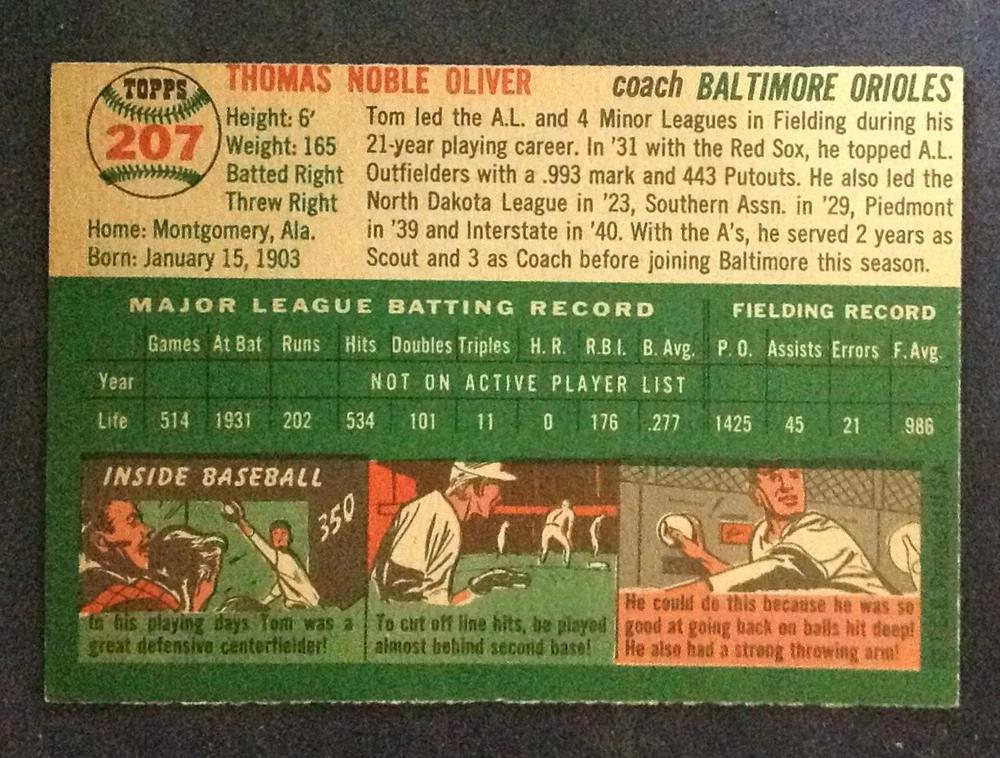 TOPPS
207
THOMAS NOBLE OLIVER
coach BALTIMORE ORIOLES
Height: 6'
Weight: 165
Batted Right
Threw Right
Home: Montgomery, Ala.
Born: January 15, 1903
Tom led the A.L. and 4 Minor Leagues in Fielding during his
21-year playing career. In '31 with the Red Sox, he topped A.L.
Outfielders with a .993 mark and 443 Putouts. He also led the
North Dakota League in '23, Southern Assn. in '29, Piedmont
in '39 and Interstate in '40. With the A's, he served 2 years as
Scout and 3 as Coach before joining Baltimore this season.
MAJOR LEAGUE BATTING RECORD FIELDING RECORD
Games At Bat Runs Hits Doubles Triples H. R. R.B.I. B. Avg. P. O. Assists Errors F. Avg.
Year NOT ON ACTIVE PLAYER LIST
Life 514 1931 202 534 101 11 0 176 .277 1425 45 21 .986
INSIDE BASEBALL
350
In his playing days Tom was a
great defensive centerfielder!
To cut off line hits, he played
almost behind second base!
He could do this because he was so
good at going back on balls hit deep!
He also had a strong throwing arm!